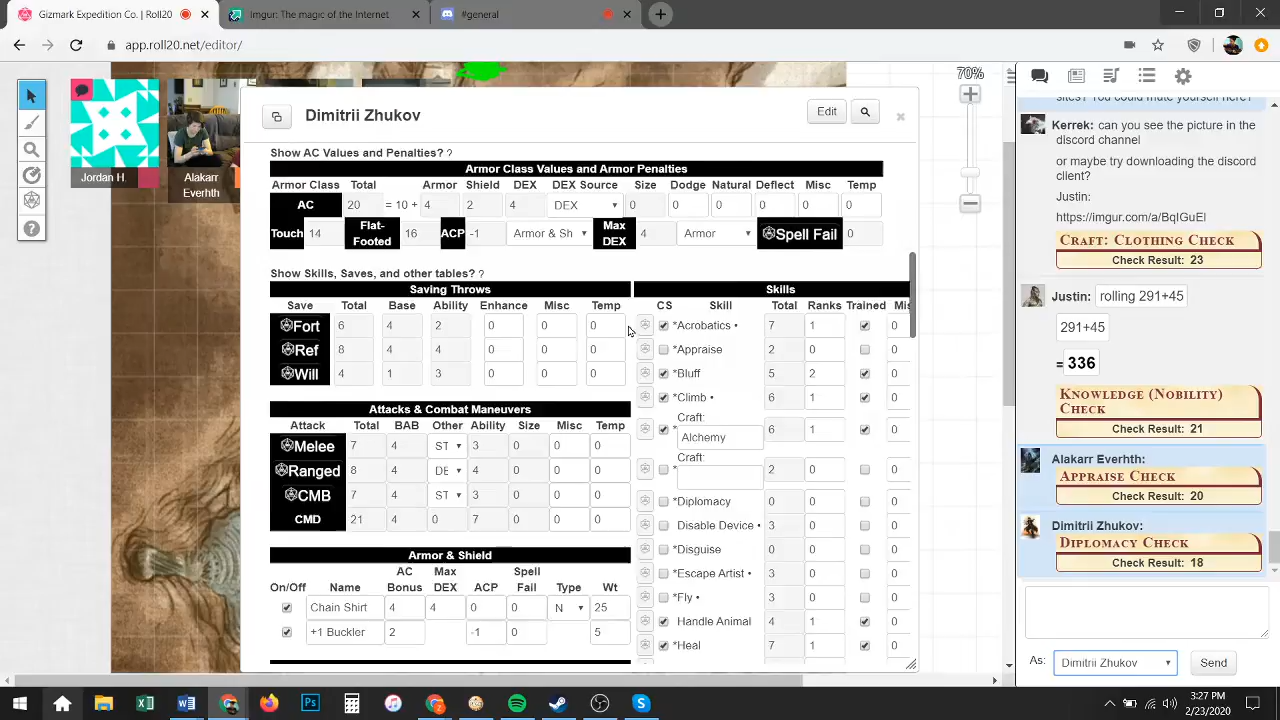 Gizmark Expedition Co. | Roll20
Imgur: The magic of the Internet
#general
app.roll20.net/editor/
Jordan H.
Alakarr
Everhth
70%
Dimitrii Zhukov
Edit
Show AC Values and Penalties? ?
Armor Class Values and Armor Penalties
Armor Class Total Armor Shield DEX DEX Source Size Dodge Natural Deflect Misc Temp
AC 20 = 10 + 4 2 4 DEX 0 0 0 0 0 0
Touch 14 Flat-Footed 16 ACP -1 Armor & Sh Max DEX 4 Armor Spell Fail 0
Show Skills, Saves, and other tables? ?
Saving Throws
Save Total Base Ability Enhance Misc Temp
Fort 6 4 2 0 0 0
Ref 8 4 4 0 0 0
Will 4 1 3 0 0 0
Attacks & Combat Maneuvers
Attack Total BAB Other Ability Size Misc Temp
Melee 7 4 ST 3 0 0 0
Ranged 8 4 DE 4 0 0 0
CMB 7 4 ST 3 0 0 0
CMD 21 4 0 7 0 0 0
Armor & Shield
On/Off Name AC Bonus Max DEX ACP Spell Fail Type Wt
Chain Shirt 4 4 0 0 N 25
+1 Buckler 2 -1 0 5
Skills
CS Skill Total Ranks Trained Mis
*Acrobatics • 7 1 0
*Appraise 2 0 0
*Bluff 5 2 0
*Climb • 6 1 0
Craft:
* Alchemy 6 1 0
Craft:
* 2 0 0
*Diplomacy 0 0 0
Disable Device • 3 0 0
*Disguise 0 0 0
*Escape Artist • 3 0 0
*Fly • 3 0 0
Handle Animal 4 1 0
*Heal 7 1 0
Kerrek: can you see the picture in the
discord channel
or maybe try downloading the discord
client?
Justin:
https://imgur.com/a/BqIGuEl
Craft: Clothing Check
Check Result: 23
Justin: rolling 291+45
291+45
=336
Knowledge (Nobility)
Check
Check Result: 21
Alakarr Everhth:
Appraise Check
Check Result: 20
Dimitrii Zhukov:
Diplomacy Check
Check Result: 18
As: Dimitrii Zhukov Send
3:27 PM
2/23/2020